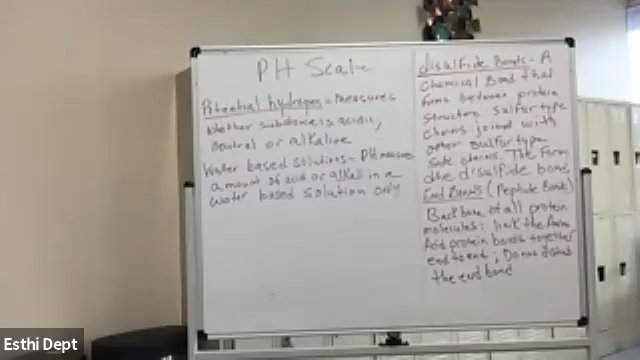 PH Scale
Potential hydrogen = measures
whether substance is acidic,
neutral or alkaline
Water based solutions - PH measure
amount of acid or alkali in a
water based solution only
disulfide Bonds: A
Chemical Bond that
forms between protein
structure sulfur type
chains joined with
other sulfur type
side chains. The form
the disulfide bond
End Bonds (Peptide Bonds)
Back bone of all protein
molecules: link the Amino
Acid protein bonds together
end to end; Do not disturb
the end bond
Esthi Dept